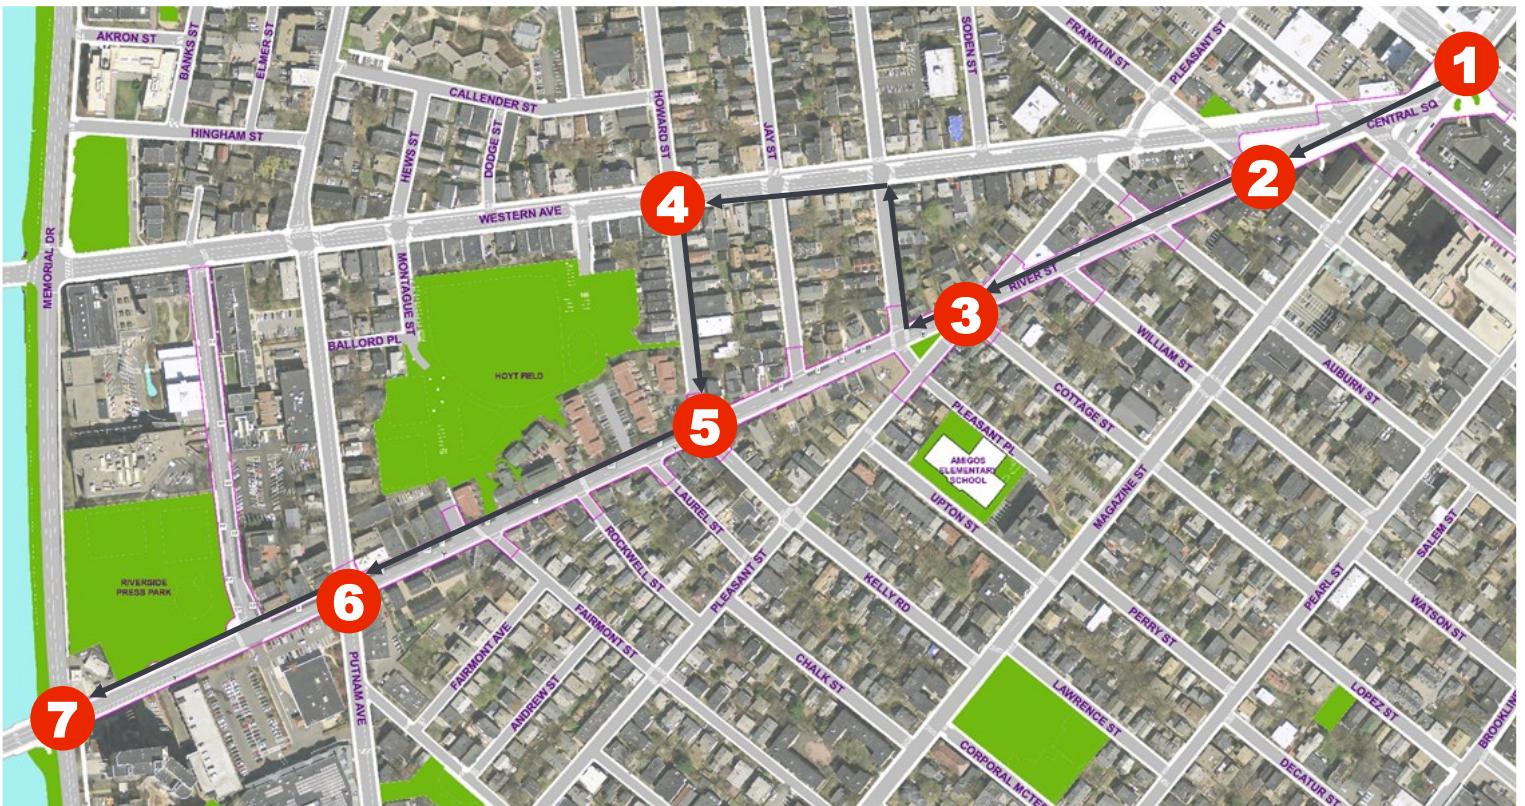 AKRON ST
BANKS ST
ELMER ST
CALLENDER ST
HOWARD ST
JAY ST
SODEN ST
FRANKLIN ST
PLEASANT ST
1
CENTRAL SQ
HINGHAM ST
HEWS ST
DODGE ST
2
4
WESTERN AVE
MEMORIAL DR
MONTAGUE ST
BALLORD PL
HOYT FIELD
3
RIVER ST
WILLIAM ST
AUBURN ST
COTTAGE ST
PLEASANT PL
5
AMIGOS
ELEMENTARY
SCHOOL
UPTON ST
MAGAZINE ST
LAUREL ST
ROCKWELL ST
SALEM ST
RIVERSIDE
PRESS PARK
6
PLEASANT ST
KELLY RD
PEARL ST
WATSON ST
PERRY ST
FAIRMONT ST
FAIRMONT AVE
ANDREW ST
CHALK ST
PUTNAM AVE
7
LAWRENCE ST
LOPEZ ST
BROOKLIN
CORPORAL MCTE
DECATUR ST